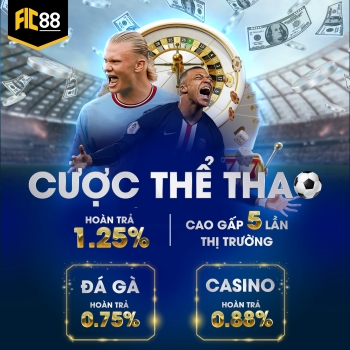 FLC88
CƯỢC THỂ THAO
HOÀN TRẢ
1.25%
CAO GẤP 5 LẦN
THỊ TRƯỜNG
ĐÁ GÀ
HOÀN TRẢ
0.75%
CASINO
HOÀN TRẢ
0.88%